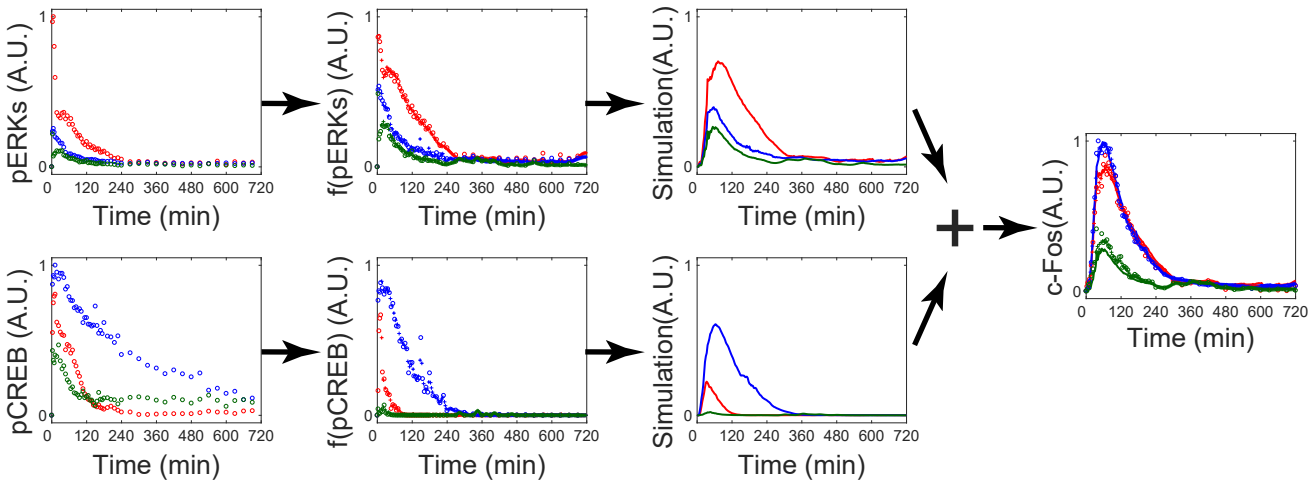 pERKs (A.U.)
1
0
0 120 240 360 480 600 720
Time (min)
f(pERKs) (A.U.)
1
0
0 120 240 360 480 600 720
Time (min)
Simulation(A.U.)
1
0
0 120 240 360 480 600 720
Time (min)
pCREB (A.U.)
1
0
0 120 240 360 480 600 720
Time (min)
f(pCREB) (A.U.)
1
0
0 120 240 360 480 600 720
Time (min)
Simulation(A.U.)
1
0
0 120 240 360 480 600 720
Time (min)
+
c-Fos(A.U.)
1
0
0 120 240 360 480 600 720
Time (min)